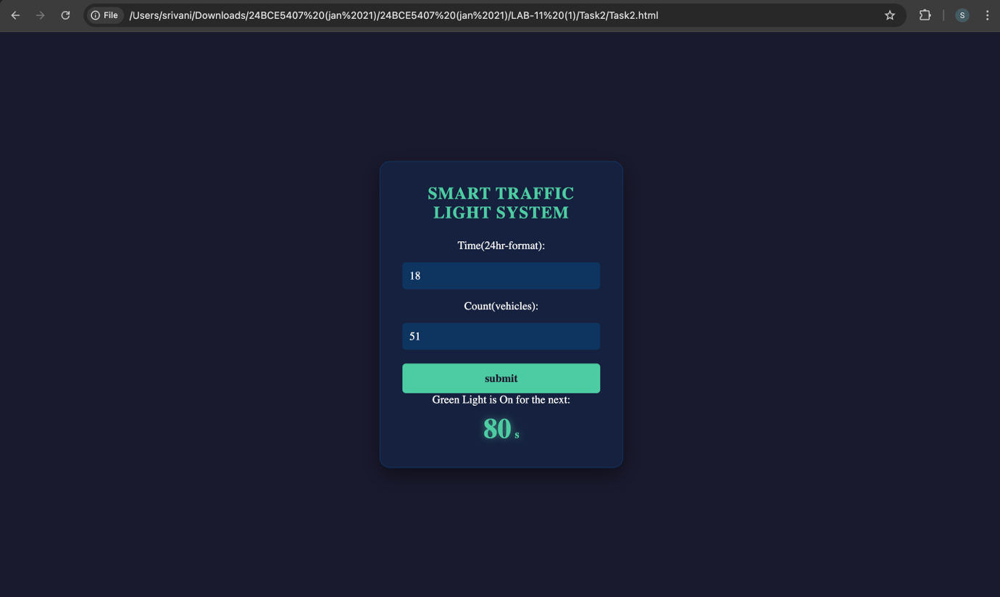 File
/Users/srivani/Downloads/24BCE5407%20(jan%2021)/24BCE5407%20(jan%2021)/LAB-11%20(1)/Task2/Task2.html
S
SMART TRAFFIC
LIGHT SYSTEM
Time(24hr-format):
18
Count(vehicles):
51
submit
Green Light is On for the next:
80 s